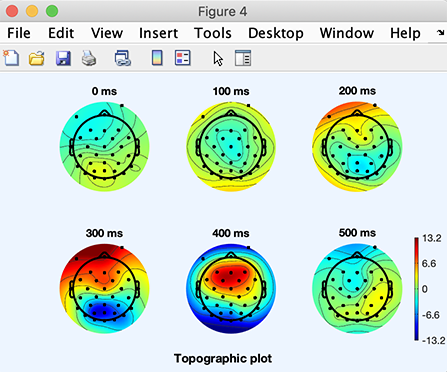 Figure 4
File Edit View Insert Tools Desktop Window Help
0 ms 100 ms 200 ms
300 ms 400 ms 500 ms
13.2
6.6
0
-6.6
-13.2
Topographic plot